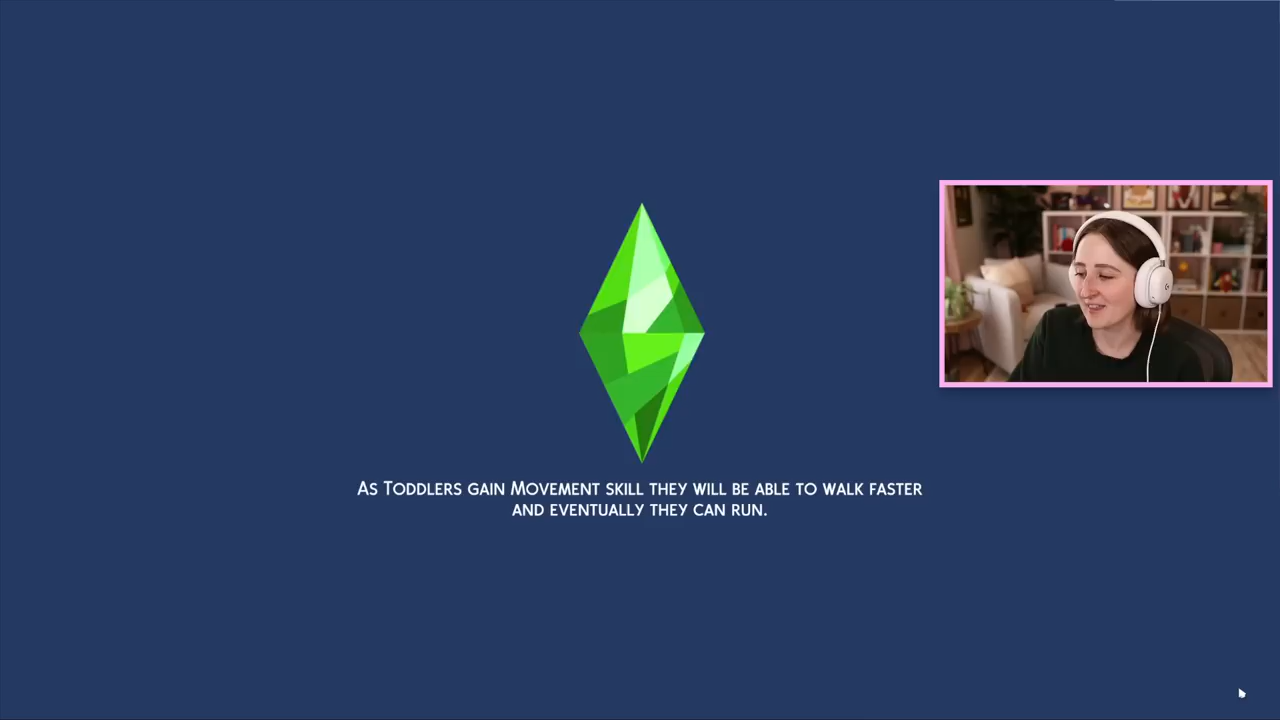 As Toddlers gain Movement skill they will be able to walk faster
and eventually they can run.